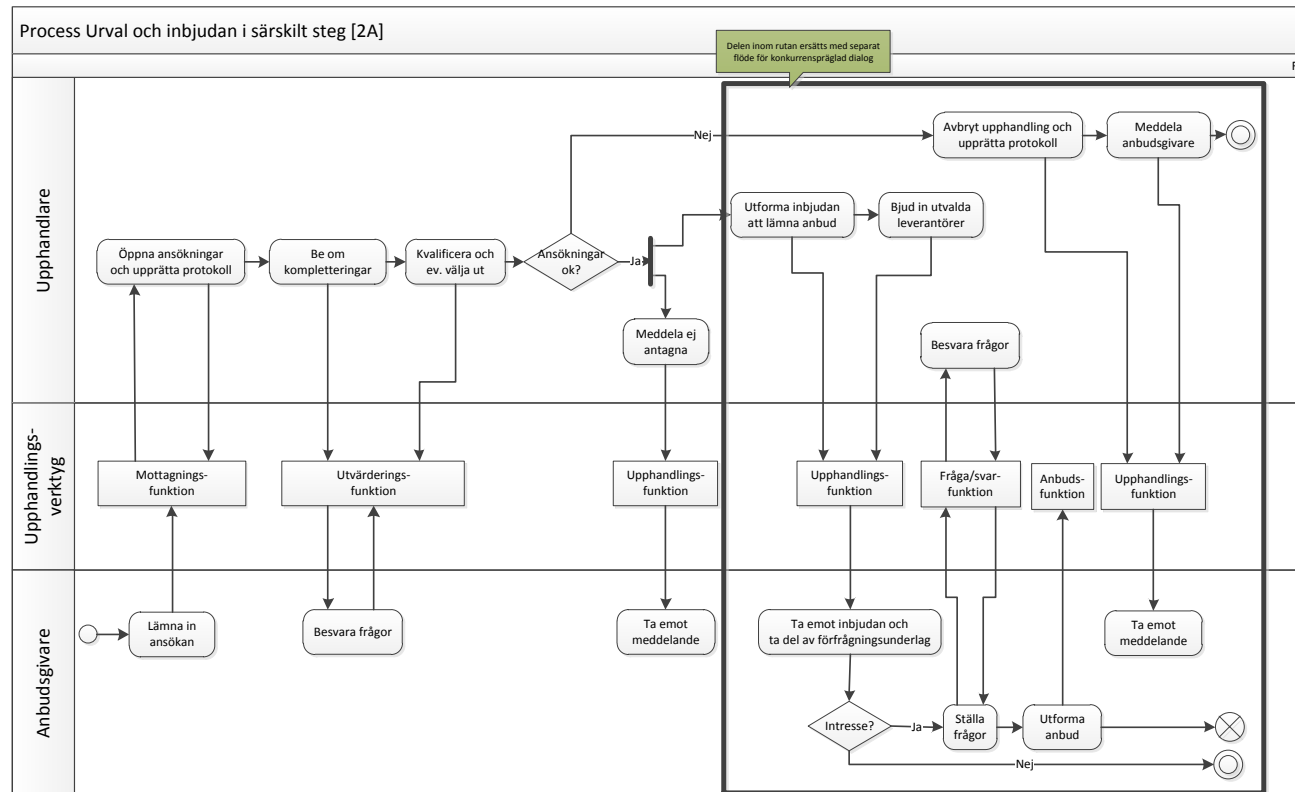 Process Urval och inbjudan i särskilt steg [2A]
Delen inom rutan ersätts med separat
flöde för konkurrenspräglad dialog
F
Upphandlare
Nej
Avbryt upphandling och
upprätta protokoll
Meddela
anbudsgivare
Utforma inbjudan
att lämna anbud
Bjud in utvalda
leverantörer
Öppna ansökningar
och upprätta protokoll
Be om
kompletteringar
Kvalificera och
ev. välja ut
Ansökningar
ok?
Ja
Meddela ej
antagna
Besvara frågor
Upphandlings-
verktyg
Mottagnings-
funktion
Utvärderings-
funktion
Upphandlings-
funktion
Upphandlings-
funktion
Fråga/svar-
funktion
Anbuds-
funktion
Upphandlings-
funktion
Anbudsgivare
Lämna in
ansökan
Besvara frågor
Ta emot
meddelande
Ta emot inbjudan och
ta del av förfrågningsunderlag
Ta emot
meddelande
Intresse?
Ja
Ställa
frågor
Utforma
anbud
Nej